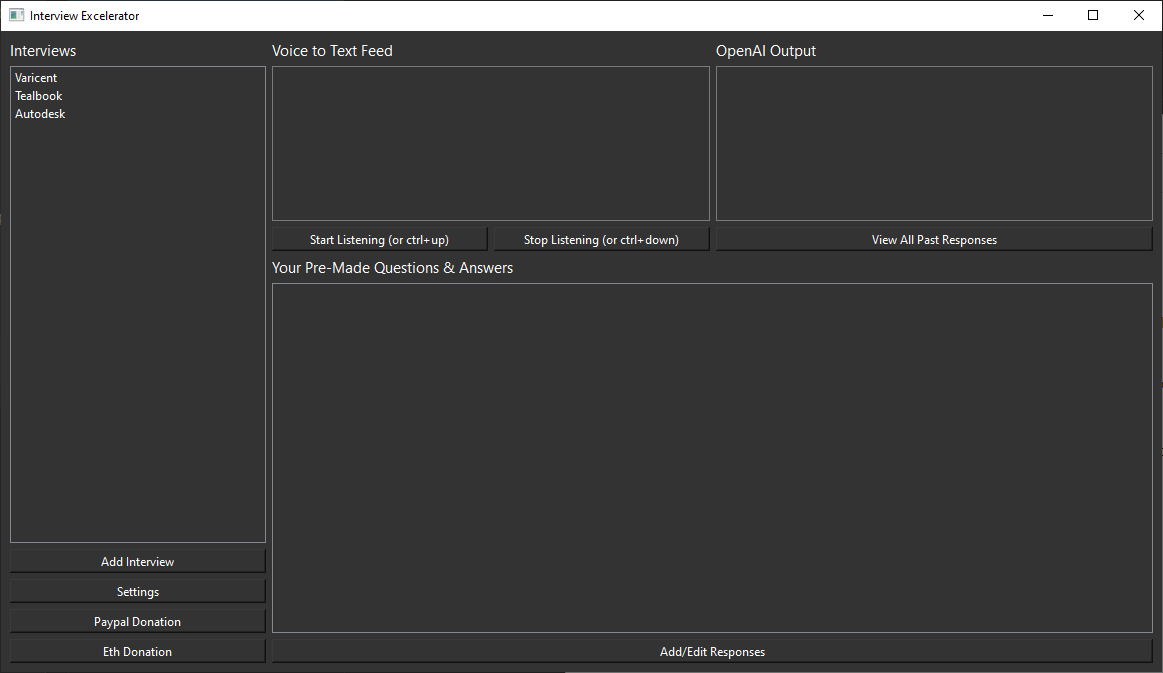 Interview Excelerator
Interviews
Varicent
Tealbook
Autodesk
Add Interview
Settings
Paypal Donation
Eth Donation
Voice to Text Feed
Start Listening (or ctrl+up)
Stop Listening (or ctrl+down)
OpenAI Output
View All Past Responses
Your Pre-Made Questions & Answers
Add/Edit Responses